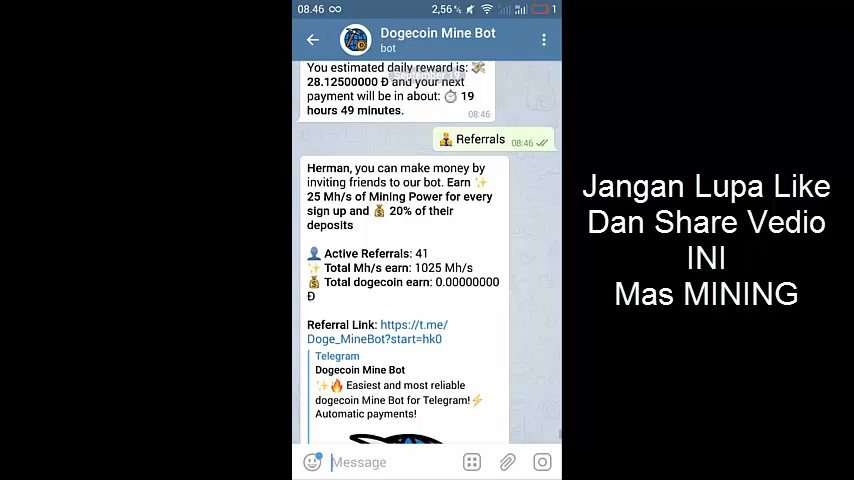 08.46 2,56% 1
Dogecoin Mine Bot
bot
You estimated daily reward is: 💸
28.12500000 Đ and your next
September 19
payment will be in about: ⏱ 19
hours 49 minutes.
08:46
Referrals 08:46
Herman, you can make money by
inviting friends to our bot. Earn ✨
25 Mh/s of Mining Power for every
sign up and 💰 20% of their
deposits
👤 Active Referrals: 41
✨ Total Mh/s earn: 1025 Mh/s
💰 Total dogecoin earn: 0.00000000
Đ
Referral Link: https://t.me/
Doge_MineBot?start=hk0
Telegram
Dogecoin Mine Bot
✨🔥 Easiest and most reliable
dogecoin Mine Bot for Telegram!⚡
Automatic payments!
Message
Jangan Lupa Like
Dan Share Vedio
INI
Mas MINING